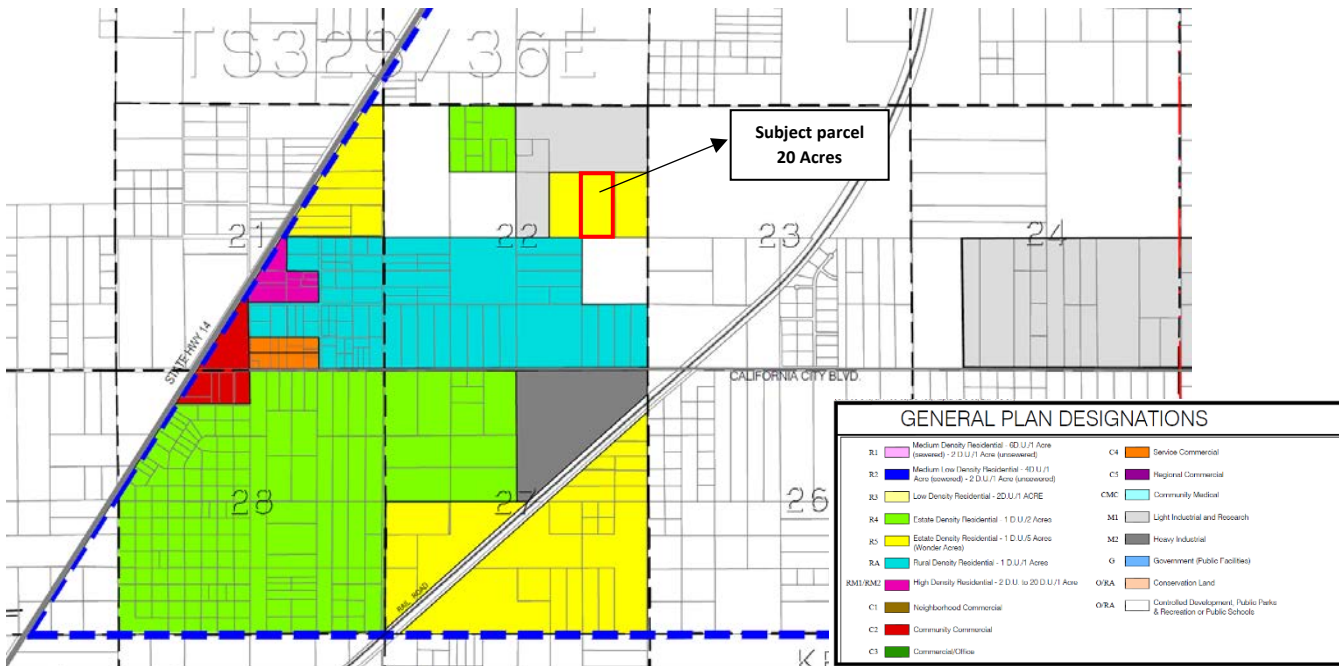 TS32S/36E
Subject parcel
20 Acres
21
22
23
24
STATE HWY 14
CALIFORNIA CITY BLVD.
28
27
26
RAIL ROAD
GENERAL PLAN DESIGNATIONS
R1 Medium Density Residential - 6D.U./1 Acre
(sewered) - 2 D.U./1 Acre (unsewered)
R2 Medium Low Density Residential - 4D.U./1
Acre (sewered) - 2 D.U./1 Acre (unsewered)
R3 Low Density Residential - 2D.U./1 ACRE
R4 Estate Density Residential - 1 D.U./2 Acres
R5 Estate Density Residential - 1 D.U./5 Acres
(Wonder Acres)
RA Rural Density Residential - 1 D.U./1 Acres
RM1/RM2 High Density Residential - 2 D.U. to 20 D.U./1 Acre
C1 Neighborhood Commercial
C2 Community Commercial
C3 Commercial/Office
C4 Service Commercial
C5 Regional Commercial
CMC Community Medical
M1 Light Industrial and Research
M2 Heavy Industrial
G Government (Public Facilities)
O/RA Conservation Land
O/RA Controlled Development, Public Parks
& Recreation or Public Schools